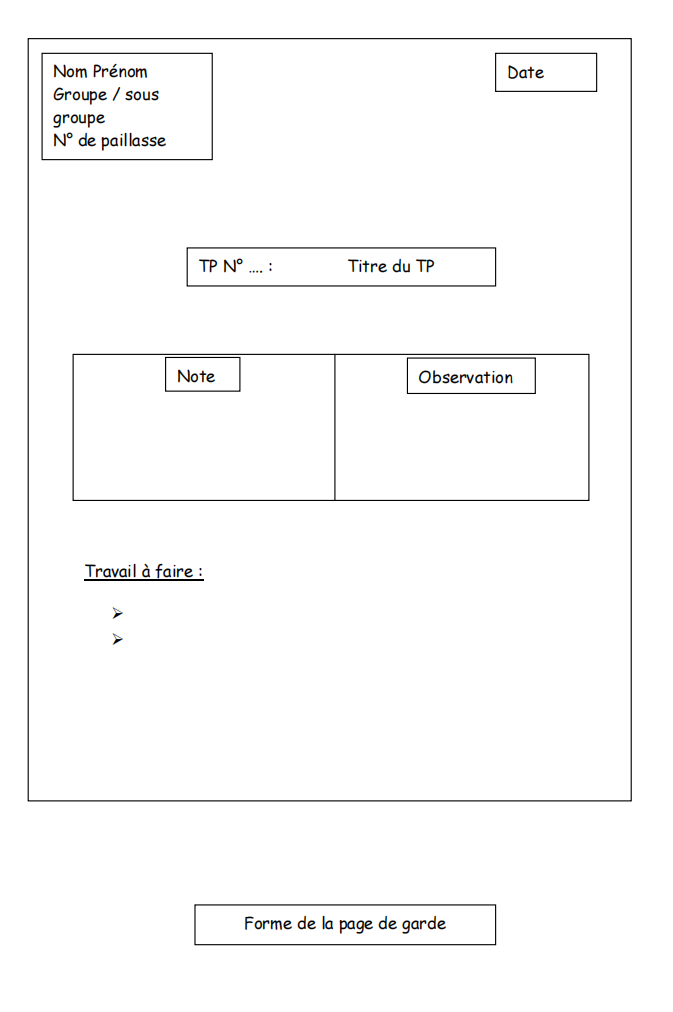 Nom Prénom
Groupe / sous
groupe
N° de paillasse
Date
TP N° .... : Titre du TP
Note
Observation
Travail à faire :
Forme de la page de garde